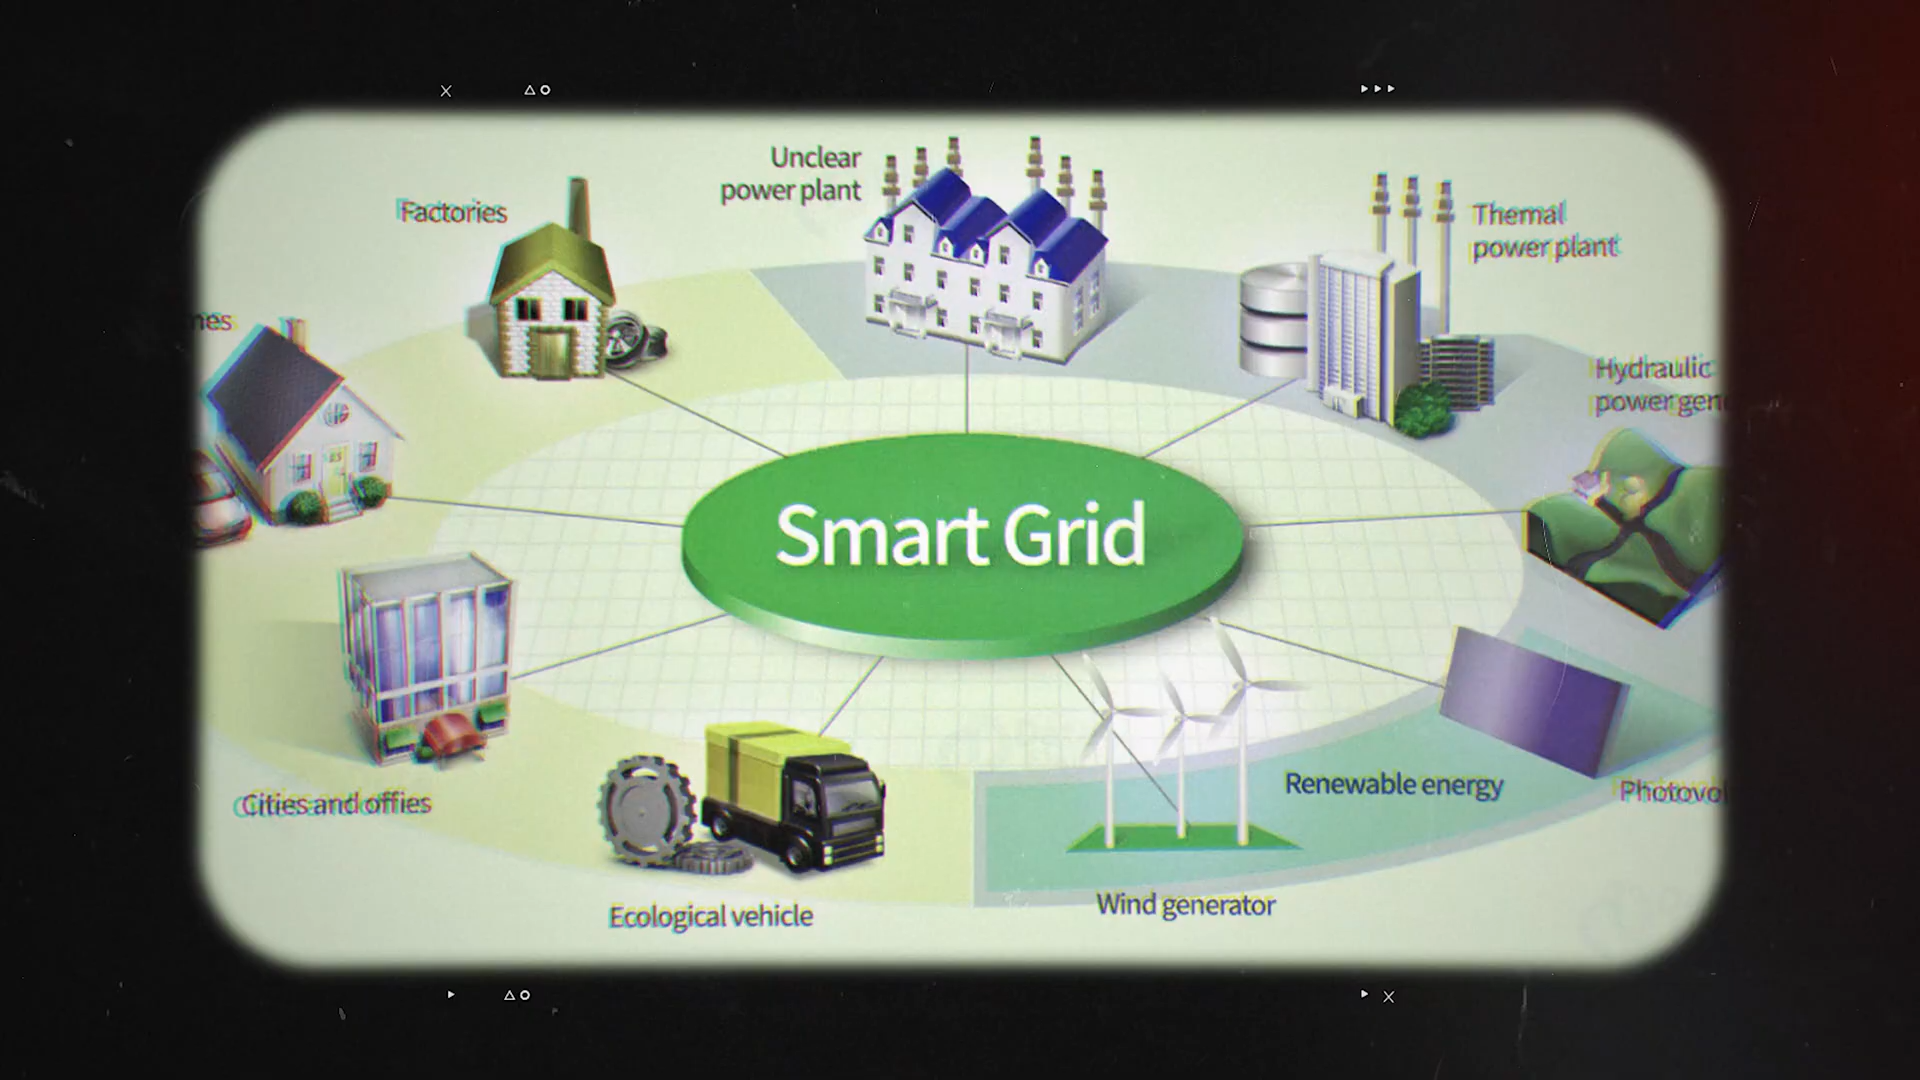 Unclear
power plant
Factories
Themal
power plant
Hydraulic
Smart Grid
Renewable energy
Cities and offies
Wind generator
Ecological vehicle